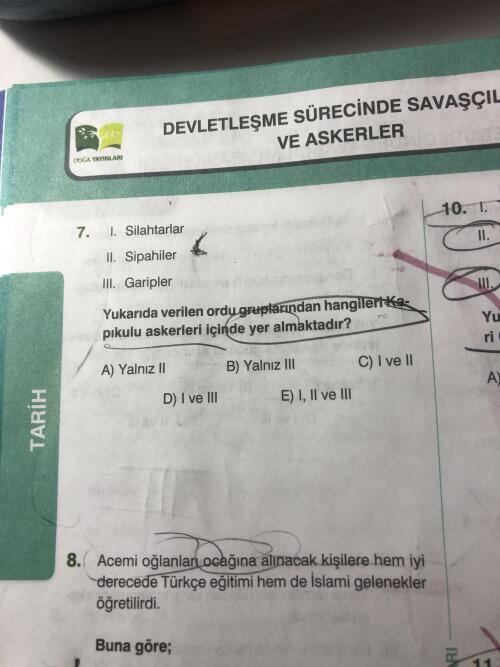 DOĞA YAYINLARI
DEVLETLEŞME SÜRECİNDE SAVAŞÇIL
VE ASKERLER
TARİH
7. I. Silahtarlar
II. Sipahiler
III. Garipler
Yukarıda verilen ordu gruplarından hangileri Ka-
pıkulu askerleri içinde yer almaktadır?
A) Yalnız II B) Yalnız III C) I ve II
D) I ve III E) I, II ve III
8. Acemi oğlanları ocağına alınacak kişilere hem iyi
derecede Türkçe eğitimi hem de İslami gelenekler
öğretilirdi.
Buna göre;
10. I.
II.
III.
Yu
ri
A)